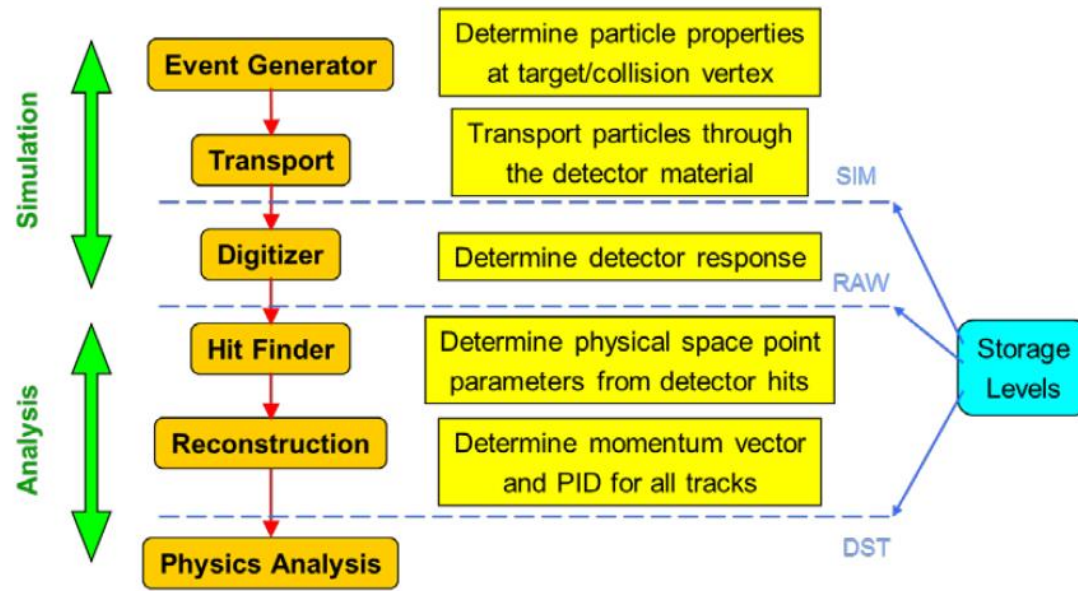 Simulation
Analysis
Event Generator
Determine particle properties
at target/collision vertex
Transport
Transport particles through
the detector material
SIM
Digitizer
Determine detector response
RAW
Hit Finder
Determine physical space point
parameters from detector hits
Storage
Levels
Reconstruction
Determine momentum vector
and PID for all tracks
DST
Physics Analysis